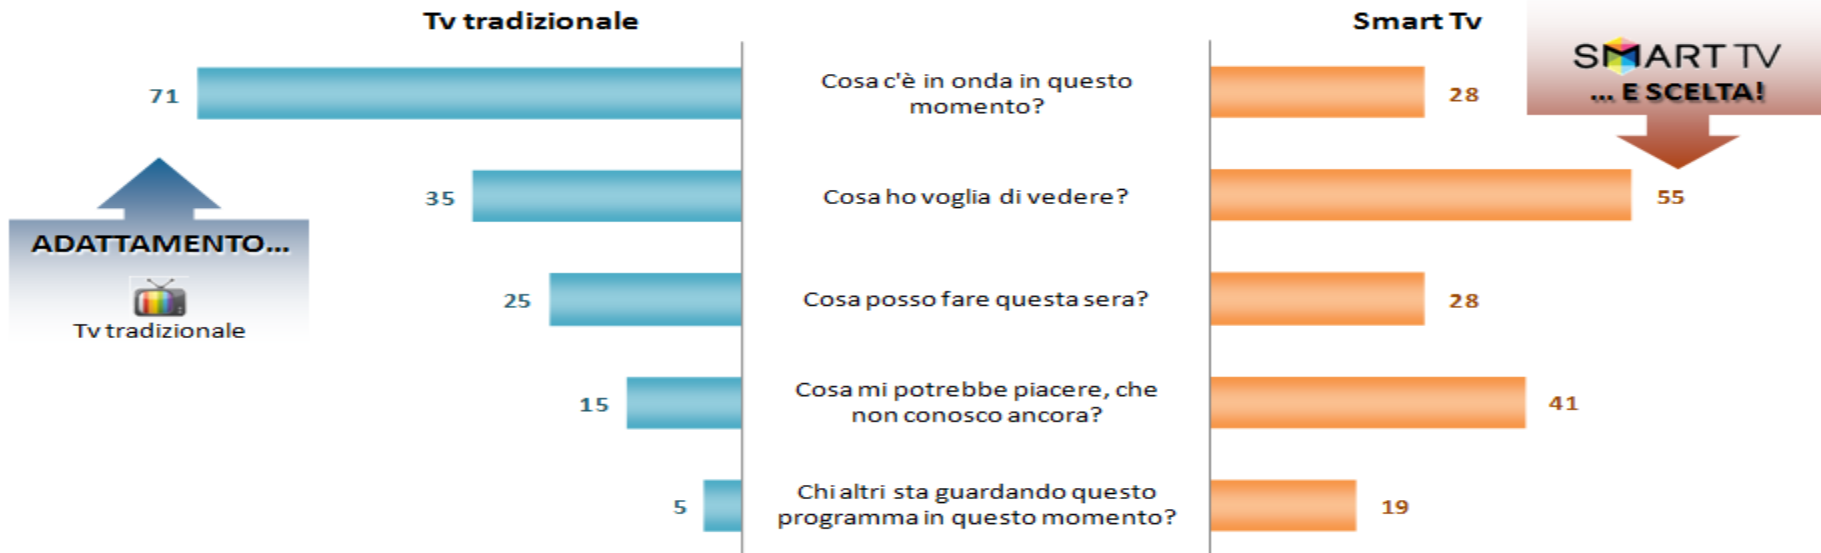 Tv tradizionale
Smart Tv
SMART TV
... E SCELTA!
71
Cosa c'è in onda in questo
momento?
28
35
Cosa ho voglia di vedere?
55
ADATTAMENTO...
Tv tradizionale
25
Cosa posso fare questa sera?
28
15
Cosa mi potrebbe piacere, che
non conosco ancora?
41
5
Chi altri sta guardando questo
programma in questo momento?
19